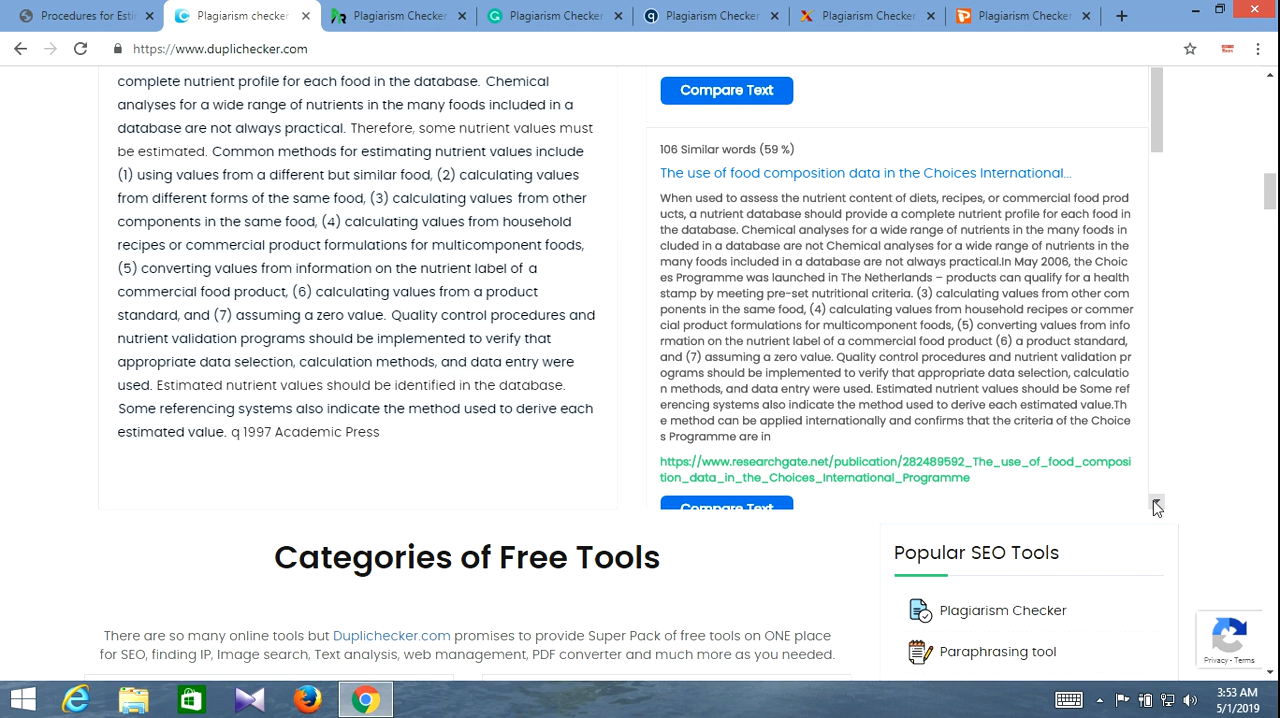 Procedures for Esti
Plagiarism checker
Plagiarism Checker
Plagiarism Checker
Plagiarism Checker
Plagiarism Checker
Plagiarism Checker
https://www.duplichecker.com
complete nutrient profile for each food in the database. Chemical
analyses for a wide range of nutrients in the many foods included in a
database are not always practical. Therefore, some nutrient values must
be estimated. Common methods for estimating nutrient values include
(1) using values from a different but similar food, (2) calculating values
from different forms of the same food, (3) calculating values from other
components in the same food, (4) calculating values from household
recipes or commercial product formulations for multicomponent foods,
(5) converting values from information on the nutrient label of a
commercial food product, (6) calculating values from a product
standard, and (7) assuming a zero value. Quality control procedures and
nutrient validation programs should be implemented to verify that
appropriate data selection, calculation methods, and data entry were
used. Estimated nutrient values should be identified in the database.
Some referencing systems also indicate the method used to derive each
estimated value. q 1997 Academic Press
Compare Text
106 Similar words (59 %)
The use of food composition data in the Choices International...
When used to assess the nutrient content of diets, recipes, or commercial food prod
ucts, a nutrient database should provide a complete nutrient profile for each food in
the database. Chemical analyses for a wide range of nutrients in the many foods in
cluded in a database are not Chemical analyses for a wide range of nutrients in the
many foods included in a database are not always practical.In May 2006, the Choic
es Programme was launched in The Netherlands – products can qualify for a health
stamp by meeting pre-set nutritional criteria. (3) calculating values from other com
ponents in the same food, (4) calculating values from household recipes or commer
cial product formulations for multicomponent foods, (5) converting values from info
rmation on the nutrient label of a commercial food product (6) a product standard,
and (7) assuming a zero value. Quality control procedures and nutrient validation pr
ograms should be implemented to verify that appropriate data selection, calculatio
n methods, and data entry were used. Estimated nutrient values should be Some ref
erencing systems also indicate the method used to derive each estimated value.Th
e method can be applied internationally and confirms that the criteria of the Choice
s Programme are in
https://www.researchgate.net/publication/282489592_The_use_of_food_composi
tion_data_in_the_Choices_International_Programme
Compare Text
Categories of Free Tools
There are so many online tools but Duplichecker.com promises to provide Super Pack of free tools on ONE place
for SEO, finding IP, Image search, Text analysis, web management, PDF converter and much more as you needed.
Popular SEO Tools
Plagiarism Checker
Paraphrasing tool
Privacy - Terms
3:53 AM
5/1/2019